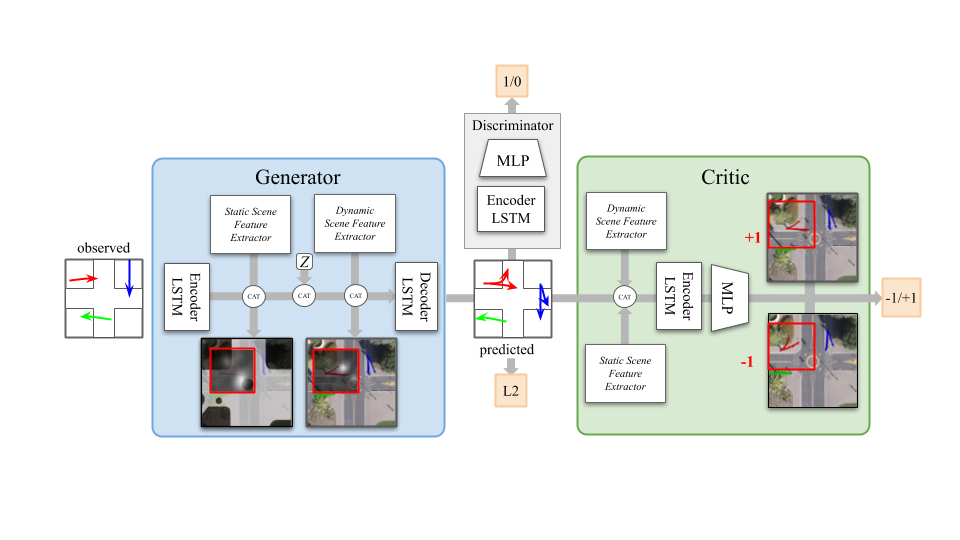 1/0
Discriminator
MLP
Encoder
LSTM
Generator
Static Scene
Feature
Extractor
Dynamic
Scene Feature
Extractor
Z
observed
Encoder
LSTM
CAT
CAT
CAT
Decoder
LSTM
predicted
L2
Critic
Dynamic
Scene Feature
Extractor
CAT
Encoder
LSTM
MLP
Static Scene
Feature
Extractor
+1
-1
-1/+1